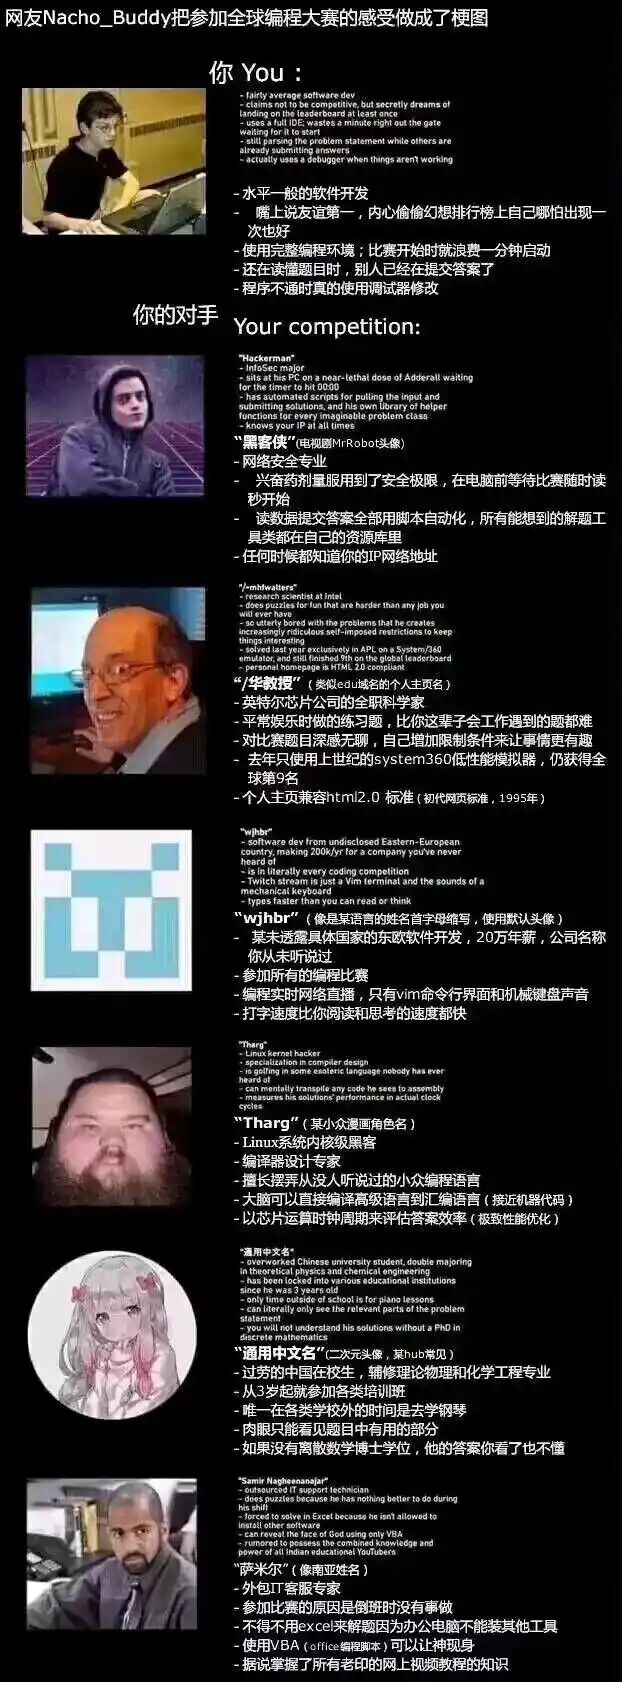 网友Nacho_Buddy把参加全球编程大赛的感受做成了梗图
你 You：
- fairly average software dev
- claims not to be competitive, but secretly dreams of
landing on the leaderboard at least once
- uses a full IDE; wastes a minute right out the gate
waiting for it to start
- still parsing the problem statement while others are
already submitting answers
- actually uses a debugger when things aren't working
- 水平一般的软件开发
- 嘴上说友谊第一，内心偷偷幻想排行榜上自己哪怕出现一
次也好
- 使用完整编程环境；比赛开始时就浪费一分钟启动
- 还在读懂题目时，别人已经在提交答案了
- 程序不通时真的使用调试器修改
你的对手 Your competition:
"Hackerman"
- InfoSec major
- sits at his PC on a near-lethal dose of Adderall waiting
for the timer to hit 00:00
- has automated scripts for pulling the input and
submitting solutions, and his own library of helper
functions for every imaginable problem class
- knows your IP at all times
“黑客侠”(电视剧MrRobot头像)
- 网络安全专业
- 兴奋药剂量服用到了安全极限，在电脑前等待比赛随时读
秒开始
- 读数据提交答案全部用脚本自动化，所有能想到的解题工
具类都在自己的资源库里
- 任何时候都知道你的IP网络地址
"/~mhfwalters"
- research scientist at Intel
- does puzzles for fun that are harder than any job you
will ever have
- so utterly bored with the problems that he creates
increasingly ridiculous self-imposed restrictions to keep
things interesting
- solved last year exclusively in APL on a System/360
emulator, and still finished 9th on the global leaderboard
- personal homepage is HTML 2.0 compliant
“/华教授”（类似edu域名的个人主页名）
- 英特尔芯片公司的全职科学家
- 平常娱乐时做的练习题，比你这辈子会工作遇到的题都难
- 对比赛题目深感无聊，自己增加限制条件来让事情更有趣
- 去年只使用上世纪的system360低性能模拟器，仍获得全
球第9名
- 个人主页兼容html2.0 标准（初代网页标准，1995年）
"wjhbr"
- software dev from undisclosed Eastern-European
country, making 200k/yr for a company you've never
heard of
- is in literally every coding competition
- Twitch stream is just a Vim terminal and the sounds of a
mechanical keyboard
- types faster than you can read or think
“wjhbr”（像是某语言的姓名首字母缩写，使用默认头像）
- 某未透露具体国家的东欧软件开发，20万年薪，公司名称
你从未听说过
- 参加所有的编程比赛
- 编程实时网络直播，只有vim命令行界面和机械键盘声音
- 打字速度比你阅读和思考的速度都快
"Tharg"
- Linux kernel hacker
- specialization in compiler design
- is golfing in some esoteric language nobody has ever
heard of
- can mentally transpile any code he sees to assembly
- measures his solutions' performance in actual clock
cycles
“Tharg”（某小众漫画角色名）
- Linux系统内核级黑客
- 编译器设计专家
- 擅长摆弄从没人听说过的小众编程语言
- 大脑可以直接编译高级语言到汇编语言（接近机器代码）
- 以芯片运算时钟周期来评估答案效率（极致性能优化）
"通用中文名"
- overworked Chinese university student, double majoring
in theoretical physics and chemical engineering
- has been locked into various educational institutions
since he was 3 years old
- only time outside of school is for piano lessons
- can literally only see the relevant parts of the problem
statement
- you will not understand his solutions without a PhD in
discrete mathematics
“通用中文名”(二次元头像，某hub常见）
- 过劳的中国在校生，辅修理论物理和化学工程专业
- 从3岁起就参加各类培训班
- 唯一在各类学校外的时间是去学钢琴
- 肉眼只能看见题目中有用的部分
- 如果没有离散数学博士学位，他的答案你看了也不懂
"Samir Nagheenanajar"
- outsourced IT support technician
- does puzzles because he has nothing better to do during
his shift
- forced to solve in Excel because he isn't allowed to
install other software
- can reveal the face of God using only VBA
- rumored to possess the combined knowledge and
power of all Indian educational YouTubers
“萨米尔”（像南亚姓名）
- 外包IT客服专家
- 参加比赛的原因是倒班时没有事做
- 不得不用excel来解题因为办公电脑不能装其他工具
- 使用VBA（office编程脚本）可以让神现身
- 据说掌握了所有老印的网上视频教程的知识